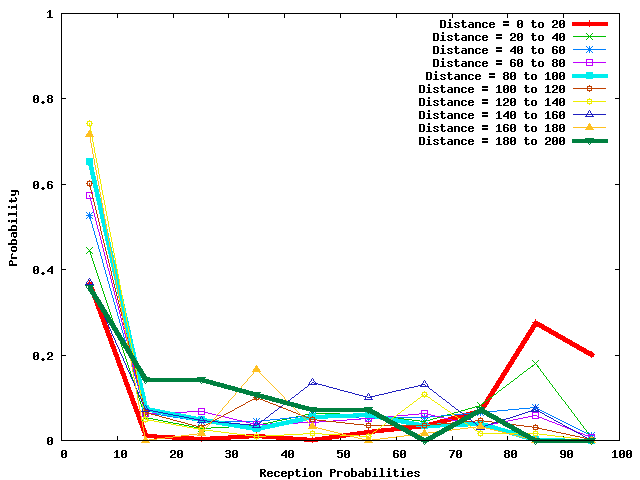 1
0.8
0.6
0.4
0.2
0
Probability
Distance = 0 to 20
Distance = 20 to 40
Distance = 40 to 60
Distance = 60 to 80
Distance = 80 to 100
Distance = 100 to 120
Distance = 120 to 140
Distance = 140 to 160
Distance = 160 to 180
Distance = 180 to 200
0 10 20 30 40 50 60 70 80 90 100
Reception Probabilities